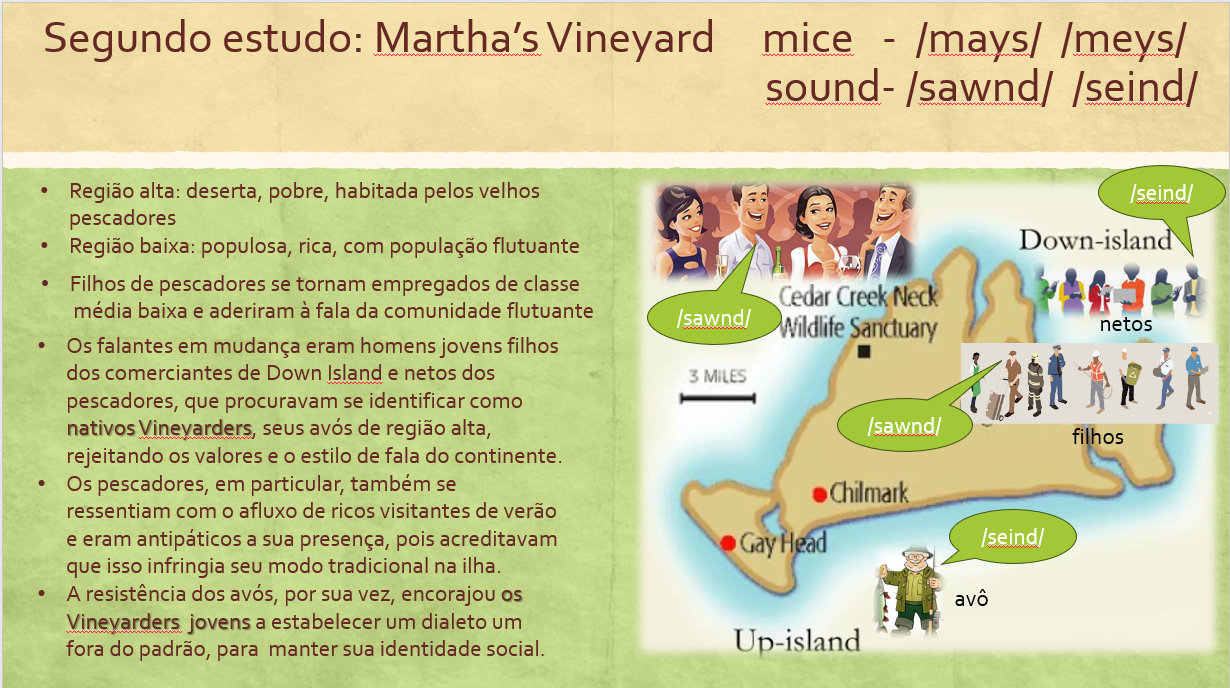 Segundo estudo: Martha’s Vineyard mice - /mays/ /meys/
sound- /sawnd/ /seind/
• Região alta: deserta, pobre, habitada pelos velhos
pescadores
• Região baixa: populosa, rica, com população flutuante
• Filhos de pescadores se tornam empregados de classe
média baixa e aderiram à fala da comunidade flutuante
• Os falantes em mudança eram homens jovens filhos
dos comerciantes de Down Island e netos dos
pescadores, que procuravam se identificar como
nativos Vineyarders, seus avós de região alta,
rejeitando os valores e o estilo de fala do continente.
• Os pescadores, em particular, também se
ressentiam com o afluxo de ricos visitantes de verão
e eram antipáticos a sua presença, pois acreditavam
que isso infringia seu modo tradicional na ilha.
• A resistência dos avós, por sua vez, encorajou os
Vineyarders jovens a estabelecer um dialeto um
fora do padrão, para manter sua identidade social.
/seind/
Down-island
/sawnd/
Cedar Creek Neck
Wildlife Sanctuary
netos
3 MILES
/sawnd/
filhos
Chilmark
Gay Head
/seind/
avô
Up-island